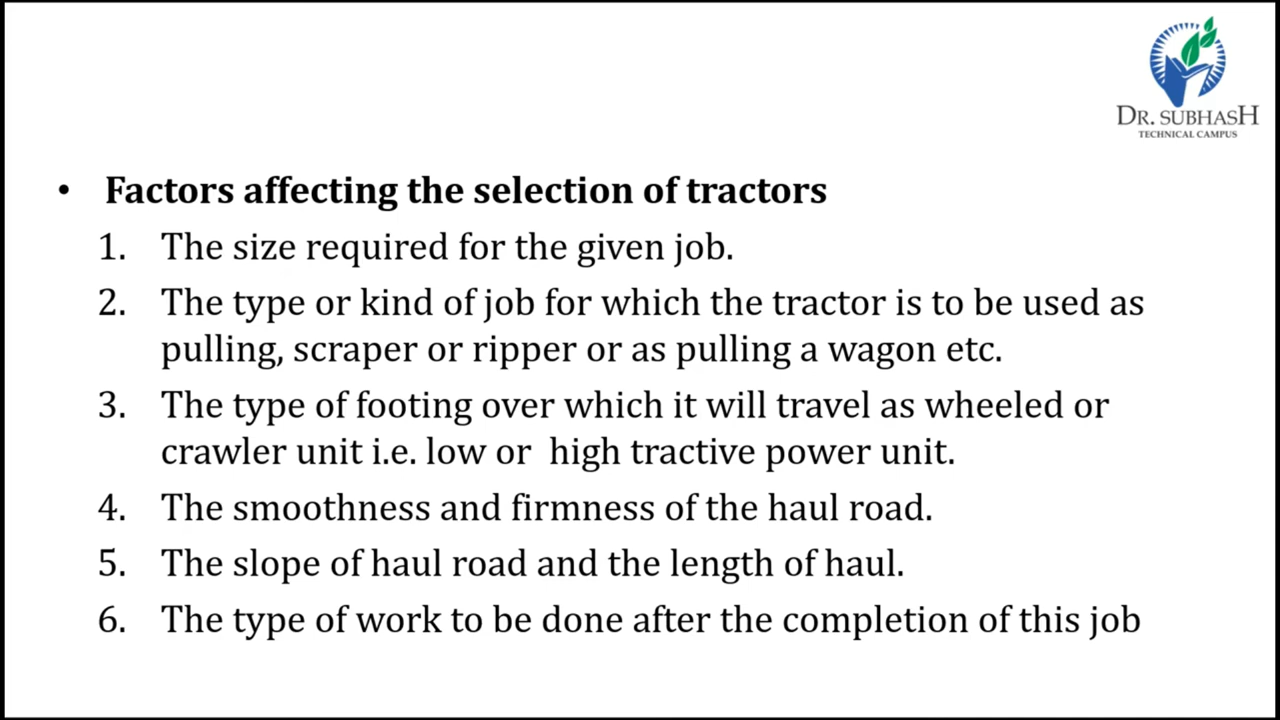 DR. SUBHASH
TECHNICAL CAMPUS
• Factors affecting the selection of tractors
1. The size required for the given job.
2. The type or kind of job for which the tractor is to be used as
pulling, scraper or ripper or as pulling a wagon etc.
3. The type of footing over which it will travel as wheeled or
crawler unit i.e. low or  high tractive power unit.
4. The smoothness and firmness of the haul road.
5. The slope of haul road and the length of haul.
6. The type of work to be done after the completion of this job